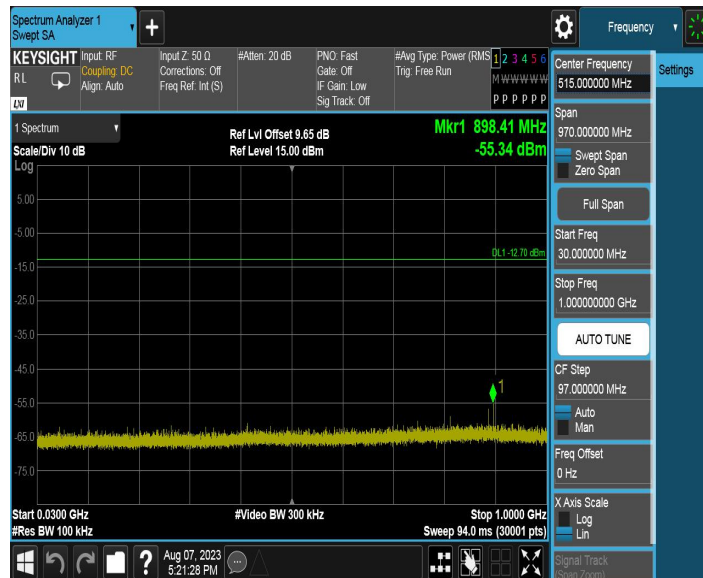 Spectrum Analyzer 1
Swept SA
+
Frequency
KEYSIGHT
RL
LXI
Input: RF
Coupling: DC
Align: Auto
Input Z: 50 Ω
Corrections: Off
Freq Ref: Int (S)
#Atten: 20 dB
PNO: Fast
Gate: Off
IF Gain: Low
Sig Track: Off
#Avg Type: Power (RMS
Trig: Free Run
1 2 3 4 5 6
M W W W W W
P P P P P P
1 Spectrum
Scale/Div 10 dB
Log
Ref Lvl Offset 9.65 dB
Ref Level 15.00 dBm
Mkr1 898.41 MHz
-55.34 dBm
5.00
-5.00
DL1 -12.70 dBm
-15.0
-25.0
-35.0
-45.0
1
-55.0
-65.0
-75.0
Start 0.0300 GHz
#Res BW 100 kHz
#Video BW 300 kHz
Stop 1.0000 GHz
Sweep 94.0 ms (30001 pts)
Center Frequency
515.000000 MHz
Span
970.000000 MHz
Swept Span
Zero Span
Full Span
Start Freq
30.000000 MHz
Stop Freq
1.000000000 GHz
AUTO TUNE
CF Step
97.000000 MHz
Auto
Man
Freq Offset
0 Hz
X Axis Scale
Log
Lin
Signal Track
(Span Zoom)
Settings
?
Aug 07, 2023
5:21:28 PM